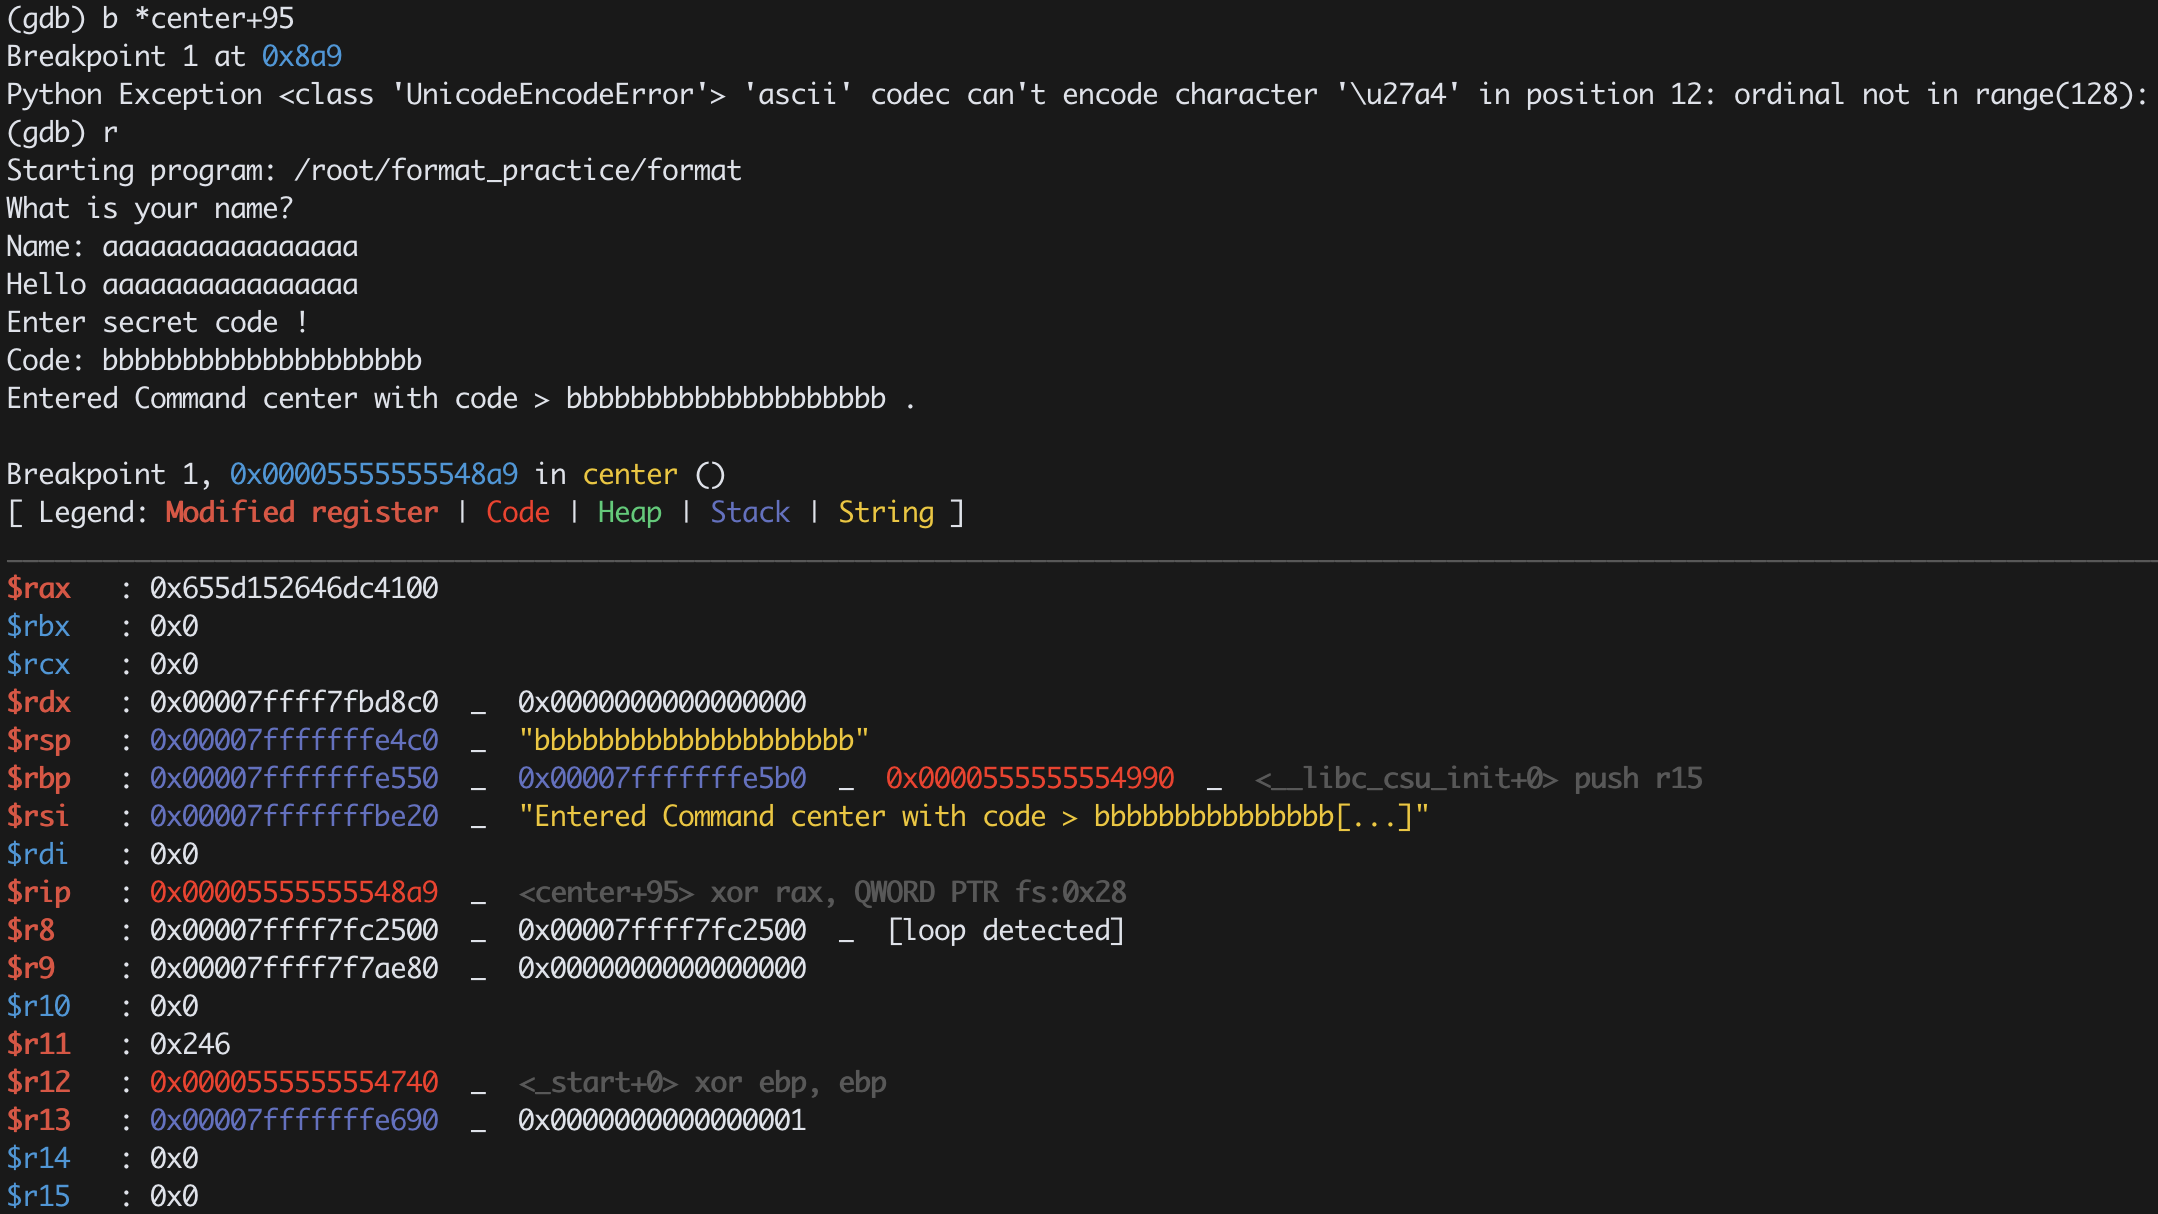 (gdb) b *center+95
Breakpoint 1 at 0x8a9
Python Exception <class 'UnicodeEncodeError'> 'ascii' codec can't encode character '\u27a4' in position 12: ordinal not in range(128):
(gdb) r
Starting program: /root/format_practice/format
What is your name?
Name: aaaaaaaaaaaaaaaa
Hello aaaaaaaaaaaaaaaa
Enter secret code !
Code: bbbbbbbbbbbbbbbbbbbb
Entered Command center with code > bbbbbbbbbbbbbbbbbbbb .
Breakpoint 1, 0x00005555555548a9 in center ()
[ Legend: Modified register | Code | Heap | Stack | String ]
$rax   : 0x655d152646dc4100
$rbx   : 0x0
$rcx   : 0x0
$rdx   : 0x00007ffff7fbd8c0  _  0x0000000000000000
$rsp   : 0x00007fffffffe4c0  _  "bbbbbbbbbbbbbbbbbbbb"
$rbp   : 0x00007fffffffe550  _  0x00007fffffffe5b0  _  0x0000555555554990  _  <__libc_csu_init+0> push r15
$rsi   : 0x00007fffffffbe20  _  "Entered Command center with code > bbbbbbbbbbbbbbb[...]"
$rdi   : 0x0
$rip   : 0x00005555555548a9  _  <center+95> xor rax, QWORD PTR fs:0x28
$r8    : 0x00007ffff7fc2500  _  0x00007ffff7fc2500  _  [loop detected]
$r9    : 0x00007ffff7f7ae80  _  0x0000000000000000
$r10   : 0x0
$r11   : 0x246
$r12   : 0x0000555555554740  _  <_start+0> xor ebp, ebp
$r13   : 0x00007fffffffe690  _  0x0000000000000001
$r14   : 0x0
$r15   : 0x0